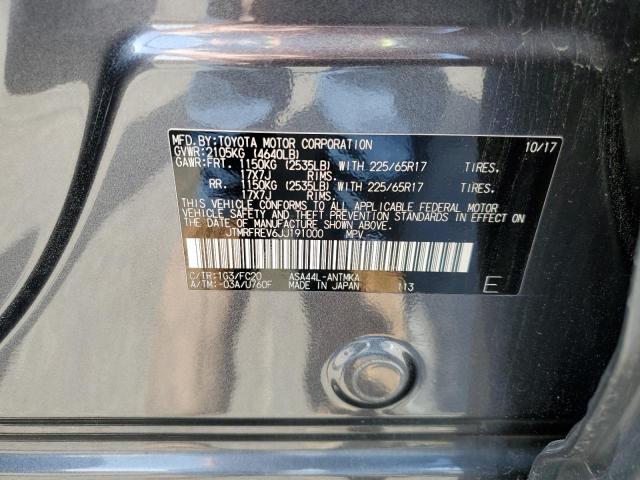 MFD.BY:TOYOTA MOTOR CORPORATION 10/17
GVWR:2105KG (4640LB)
GAWR:FRT. 1150KG (2535LB) WITH 225/65R17 TIRES.
17X7J RIMS.
RR. 1150KG (2535LB) WITH 225/65R17 TIRES.
17X7J RIMS.
THIS VEHICLE CONFORMS TO ALL APPLICABLE FEDERAL MOTOR
VEHICLE SAFETY STANDARDS IN EFFECT ON THE
DATE OF MANUFACTURE SHOWN ABOVE.
JTMRFREV6JJ191000 MPV
C/TR:1G3/FC20 ASA44L-ANTMKA
A/TM:-03A/U760F MADE IN JAPAN 113 E